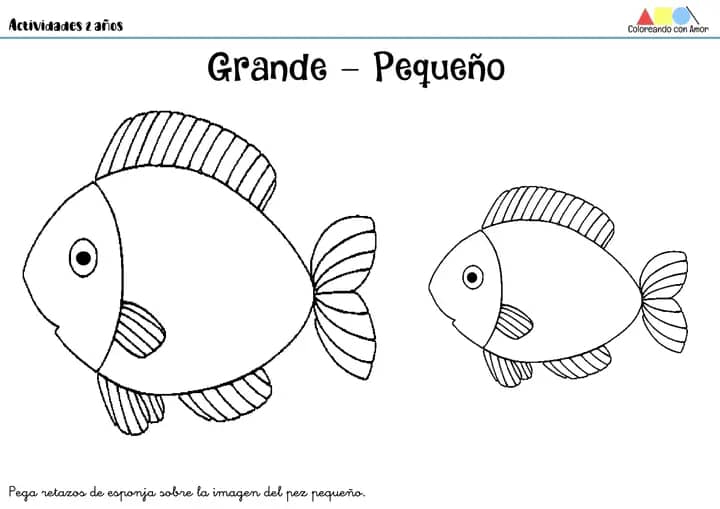 Actividades 2 años
Coloreando con Amor
Grande – Pequeño
Pega retazos de esponja sobre la imagen del pez pequeño.